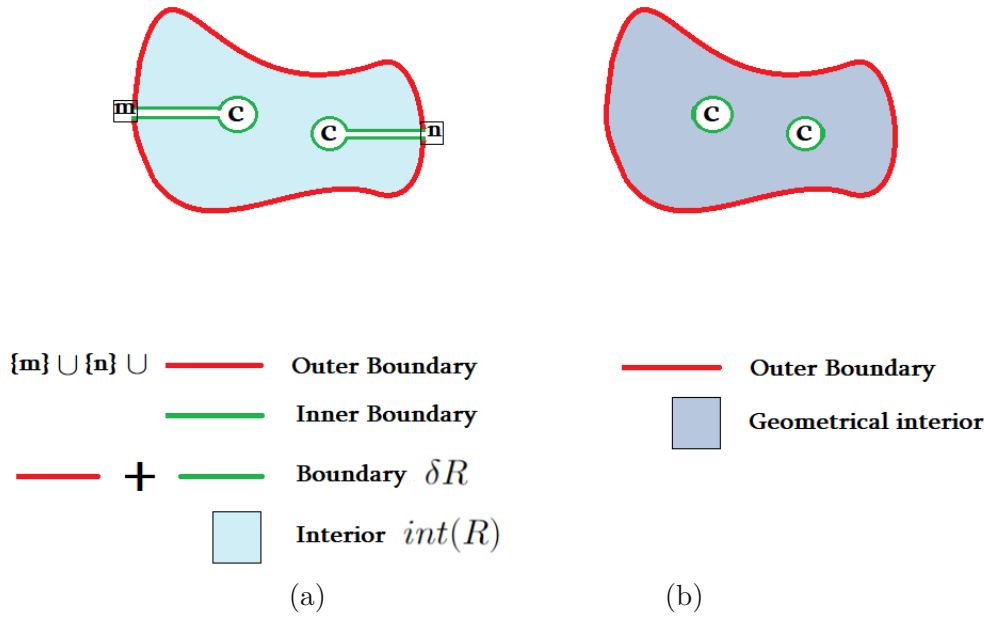 m
c
c
n
c
c
{m} ∪ {n} ∪ Outer Boundary
Inner Boundary
+ Boundary δR
Interior int(R)
Outer Boundary
Geometrical interior
(a)
(b)